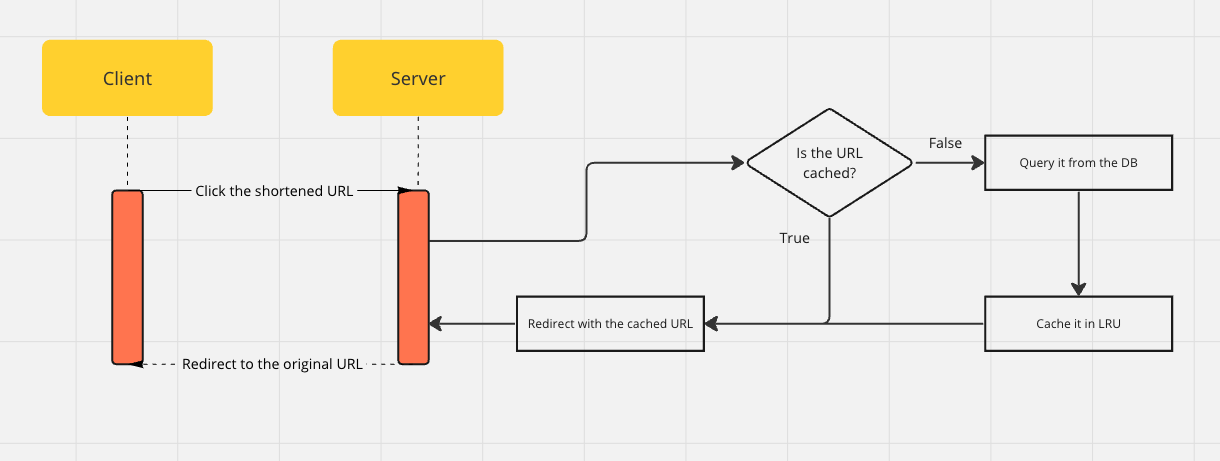 Client
Server
Is the URL
cached?
False
Query it from the DB
Click the shortened URL
True
Redirect with the cached URL
Cache it in LRU
Redirect to the original URL